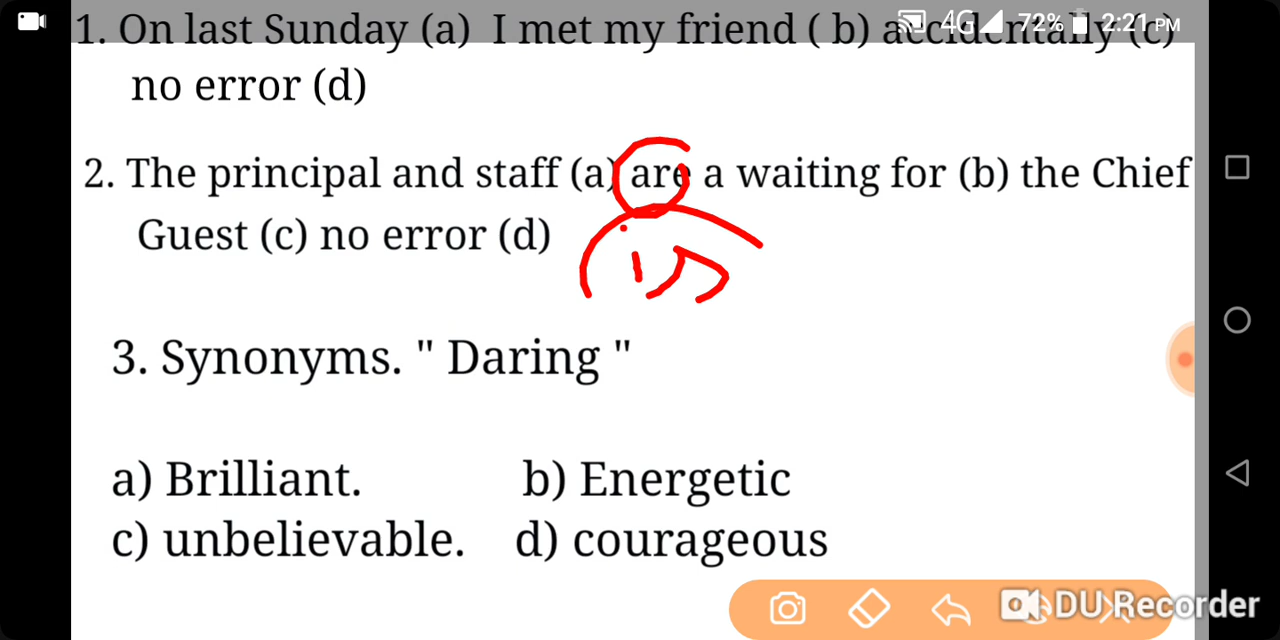 1. On last Sunday (a) I met my friend ( b) accidentally (c)
4G 72% 2:21 PM
no error (d)
2. The principal and staff (a) are a waiting for (b) the Chief
Guest (c) no error (d)
is
3. Synonyms. " Daring "
a) Brilliant. b) Energetic
c) unbelievable. d) courageous
DU Recorder